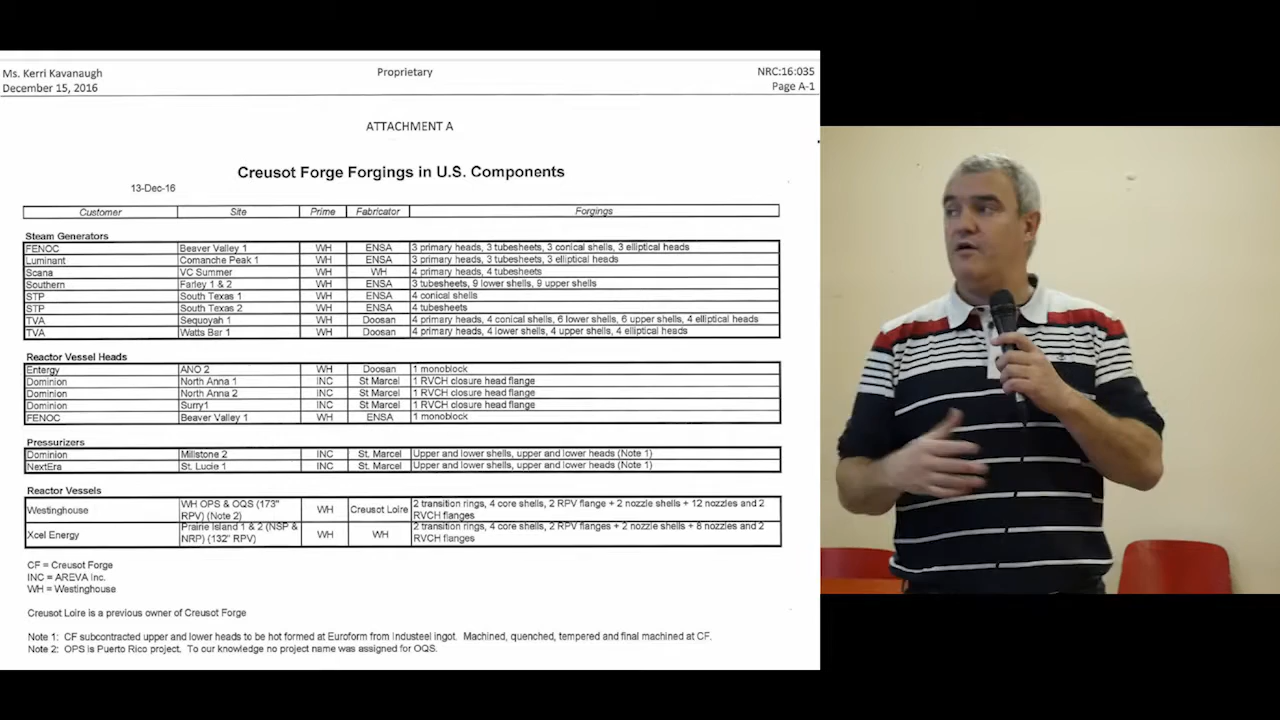 Ms. Kerri Kavanaugh Proprietary NRC:16:035
December 15, 2016 Page A-1
ATTACHMENT A
Creusot Forge Forgings in U.S. Components
13-Dec-16
Customer Site Prime Fabricator Forgings
Steam Generators
FENOC Beaver Valley 1 WH ENSA 3 primary heads, 3 tubesheets, 3 conical shells, 3 elliptical heads
Luminant Comanche Peak 1 WH ENSA 3 primary heads, 3 tubesheets, 3 elliptical heads
Scana VC Summer WH WH 4 primary heads, 4 tubesheets
Southern Farley 1 & 2 WH ENSA 3 tubesheets, 9 lower shells, 9 upper shells
STP South Texas 1 WH ENSA 4 conical shells
STP South Texas 2 WH ENSA 4 tubesheets
TVA Sequoyah 1 WH Doosan 4 primary heads, 4 conical shells, 6 lower shells, 6 upper shells, 4 elliptical heads
TVA Watts Bar 1 WH Doosan 4 primary heads, 4 lower shells, 4 upper shells, 4 elliptical heads
Reactor Vessel Heads
Entergy ANO 2 WH Doosan 1 monoblock
Dominion North Anna 1 INC St Marcel 1 RVCH closure head flange
Dominion North Anna 2 INC St Marcel 1 RVCH closure head flange
Dominion Surry1 INC St Marcel 1 RVCH closure head flange
FENOC Beaver Valley 1 WH ENSA 1 monoblock
Pressurizers
Dominion Millstone 2 INC St. Marcel Upper and lower shells, upper and lower heads (Note 1)
NextEra St. Lucie 1 INC St. Marcel Upper and lower shells, upper and lower heads (Note 1)
Reactor Vessels
Westinghouse WH OPS & OQS (173" RPV) (Note 2) WH Creusot Loire 2 transition rings, 4 core shells, 2 RPV flange + 2 nozzle shells + 12 nozzles and 2 RVCH flanges
Xcel Energy Prairie Island 1 & 2 (NSP & NRP) (132" RPV) WH WH 2 transition rings, 4 core shells, 2 RPV flanges + 2 nozzle shells + 8 nozzles and 2 RVCH flanges
CF = Creusot Forge
INC = AREVA Inc.
WH = Westinghouse
Creusot Loire is a previous owner of Creusot Forge
Note 1: CF subcontracted upper and lower heads to be hot formed at Euroform from Industeel ingot. Machined, quenched, tempered and final machined at CF.
Note 2: OPS is Puerto Rico project. To our knowledge no project name was assigned for OQS.